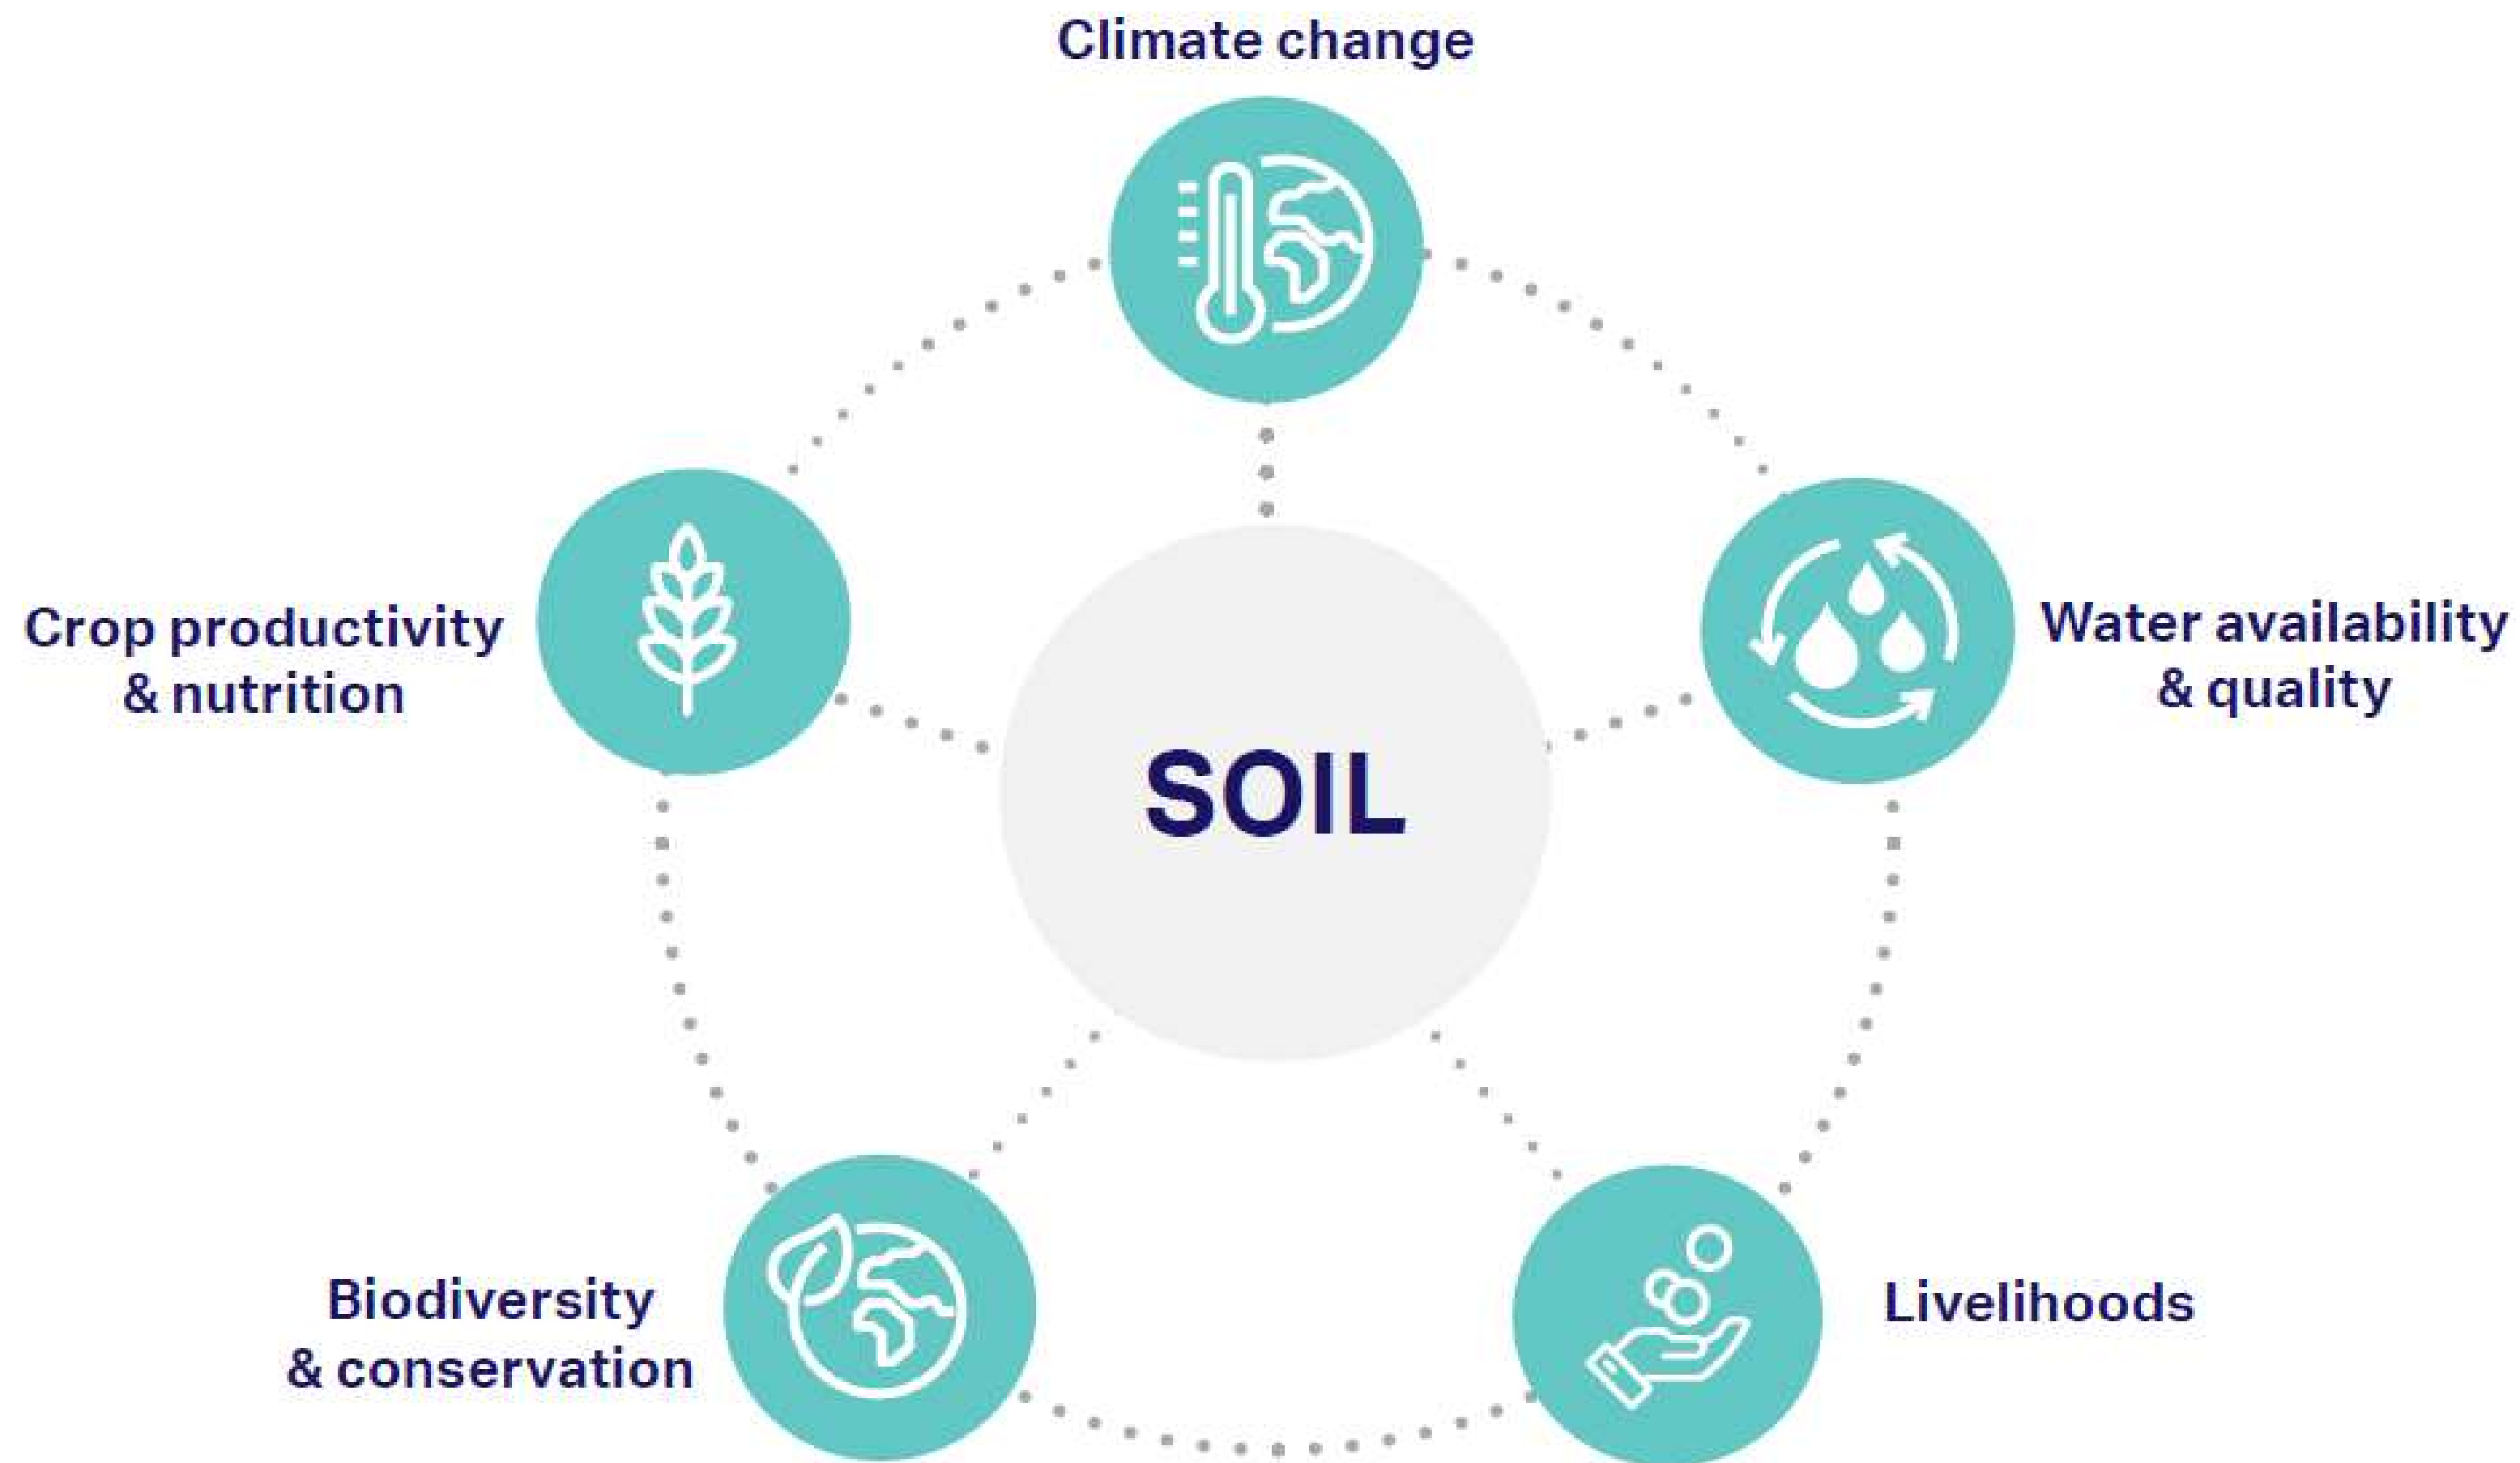 Climate change
Crop productivity
& nutrition
Water availability
& quality
SOIL
Biodiversity
& conservation
Livelihoods